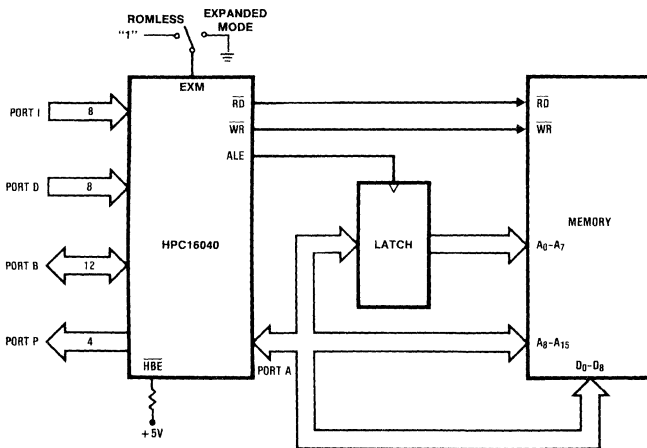 ROMLESS
EXPANDED
MODE
"1"
EXM
PORT I
8
RD
RD
WR
WR
ALE
PORT D
8
HPC16040
LATCH
MEMORY
A0-A7
PORT B
12
PORT P
4
PORT A
A8-A15
HBE
D0-D8
+5V